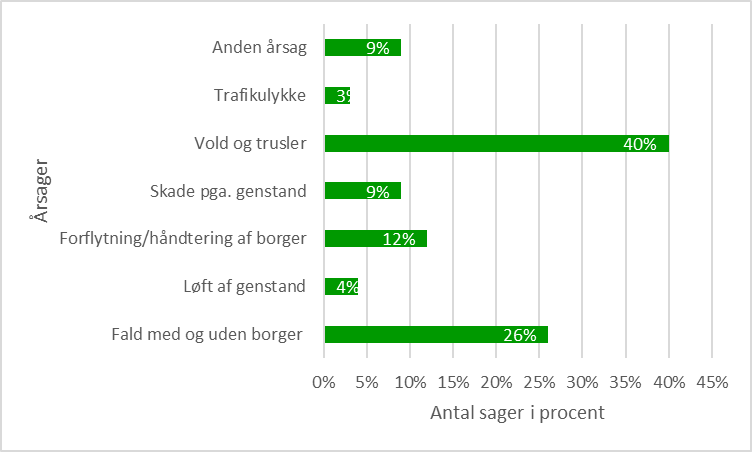 Anden årsag 9%
Trafikulykke 3%
Vold og trusler 40%
Skade pga. genstand 9%
Forflytning/håndtering af borger 12%
Løft af genstand 4%
Fald med og uden borger 26%
0% 5% 10% 15% 20% 25% 30% 35% 40% 45%
Antal sager i procent
Årsager